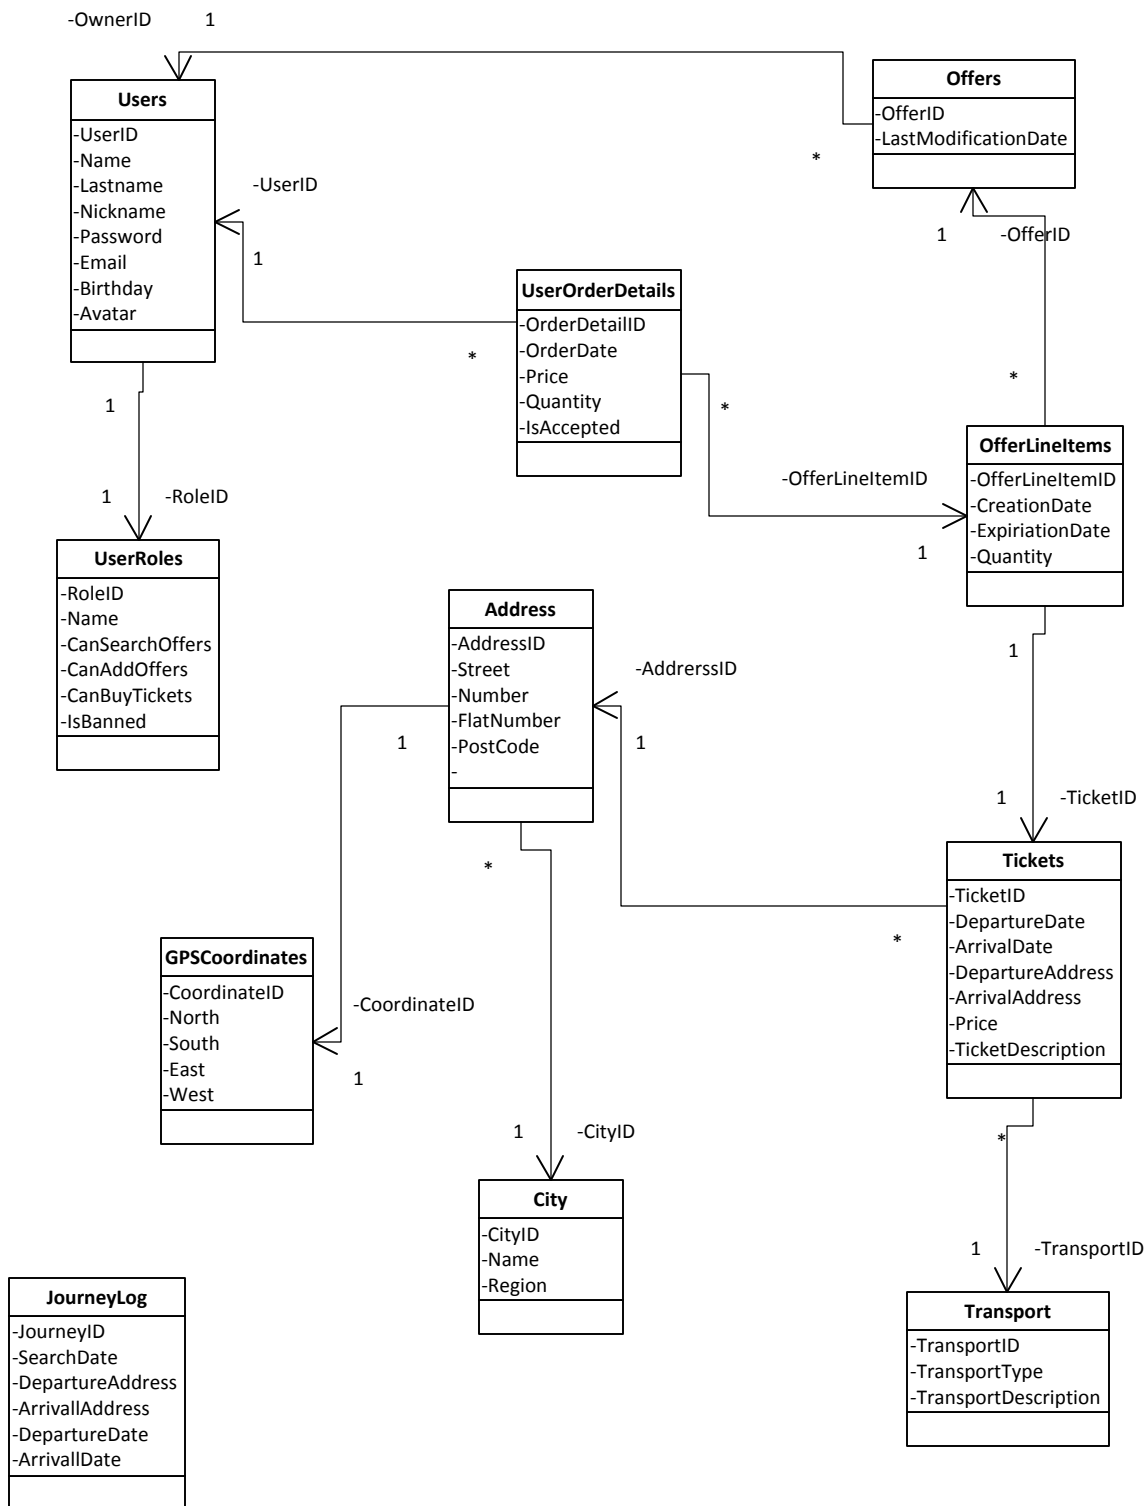 -OwnerID 1
Offers
-OfferID
-LastModificationDate
*
Users
-UserID
-Name
-Lastname
-Nickname
-Password
-Email
-Birthday
-Avatar
-UserID
1
1 -OfferID
UserOrderDetails
-OrderDetailID
-OrderDate
-Price
-Quantity
-IsAccepted
*
*
*
1
OfferLineItems
-OfferLineItemID
-CreationDate
-ExpiriationDate
-Quantity
-OfferLineItemID
1
1 -RoleID
UserRoles
-RoleID
-Name
-CanSearchOffers
-CanAddOffers
-CanBuyTickets
-IsBanned
Address
-AddressID
-Street
-Number
-FlatNumber
-PostCode
-
-AddrerssID
1
1
1
1 -TicketID
*
Tickets
-TicketID
-DepartureDate
-ArrivalDate
-DepartureAddress
-ArrivalAddress
-Price
-TicketDescription
*
GPSCoordinates
-CoordinateID
-North
-South
-East
-West
-CoordinateID
1
1 -CityID
*
City
-CityID
-Name
-Region
1 -TransportID
Transport
-TransportID
-TransportType
-TransportDescription
JourneyLog
-JourneyID
-SearchDate
-DepartureAddress
-ArrivallAddress
-DepartureDate
-ArrivallDate